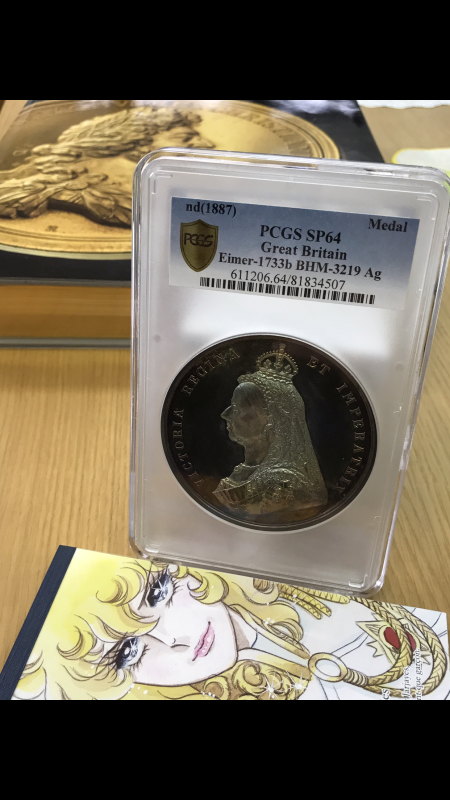 nd(1887)
Medal
PCGS SP64
Great Britain
Eimer-1733b BHM-3219 Ag
611206.64/81834507
PCGS
VICTORIA REGINA ET IMPERATRIX